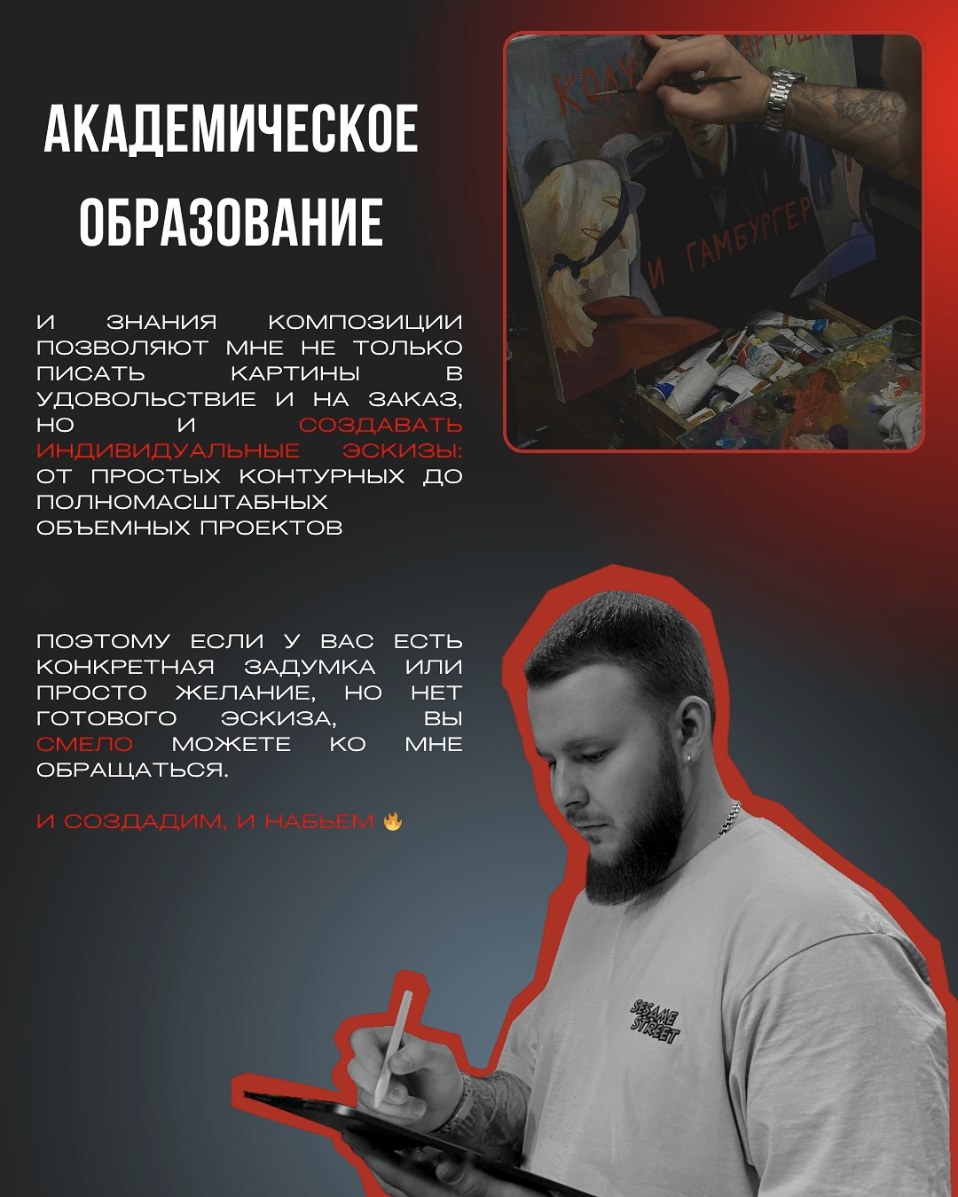 АКАДЕМИЧЕСКОЕ
ОБРАЗОВАНИЕ
И ЗНАНИЯ КОМПОЗИЦИИ
ПОЗВОЛЯЮТ МНЕ НЕ ТОЛЬКО
ПИСАТЬ КАРТИНЫ В
УДОВОЛЬСТВИЕ И НА ЗАКАЗ,
НО И СОЗДАВАТЬ
ИНДИВИДУАЛЬНЫЕ ЭСКИЗЫ:
ОТ ПРОСТЫХ КОНТУРНЫХ ДО
ПОЛНОМАСШТАБНЫХ
ОБЪЕМНЫХ ПРОЕКТОВ
ПОЭТОМУ ЕСЛИ У ВАС ЕСТЬ
КОНКРЕТНАЯ ЗАДУМКА ИЛИ
ПРОСТО ЖЕЛАНИЕ, НО НЕТ
ГОТОВОГО ЭСКИЗА, ВЫ
СМЕЛО МОЖЕТЕ КО МНЕ
ОБРАЩАТЬСЯ.
И СОЗДАДИМ, И НАБЬЕМ 🔥
И ГАМБУРГЕР
SESAME
STREET